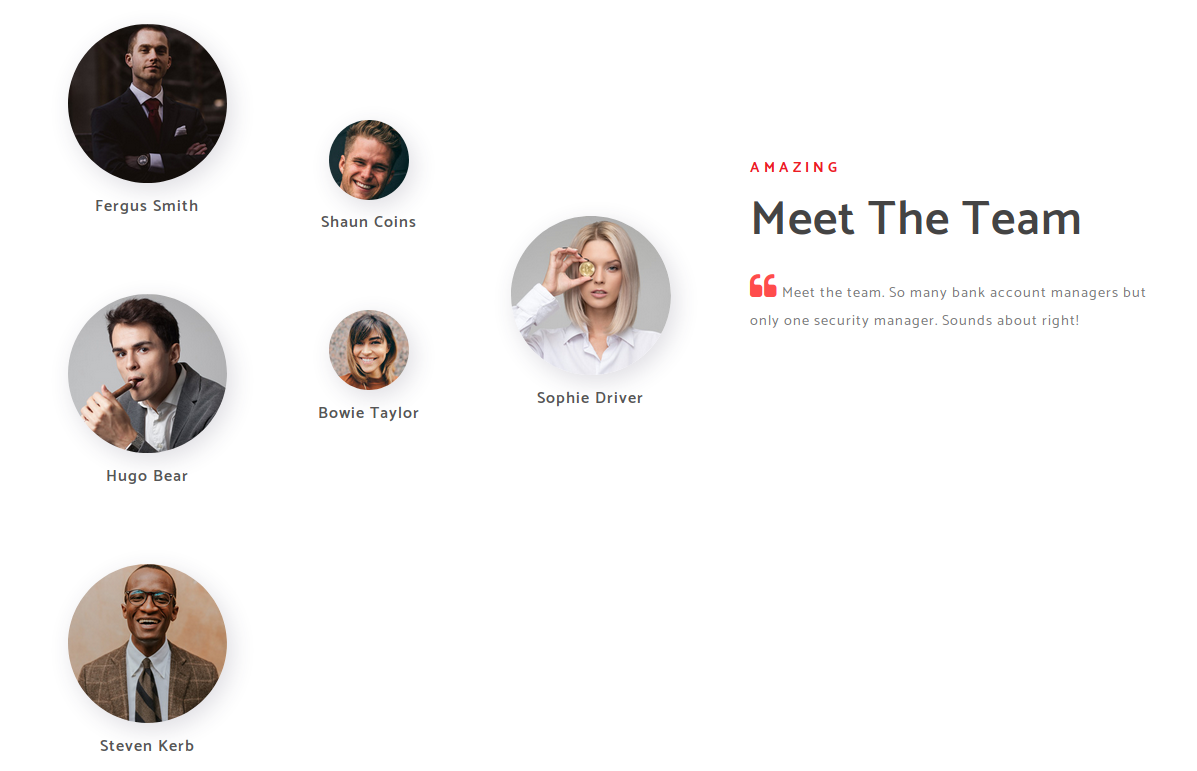 Fergus Smith
Shaun Coins
Hugo Bear
Bowie Taylor
Sophie Driver
Steven Kerb
AMAZING
Meet The Team
Meet the team. So many bank account managers but
only one security manager. Sounds about right!